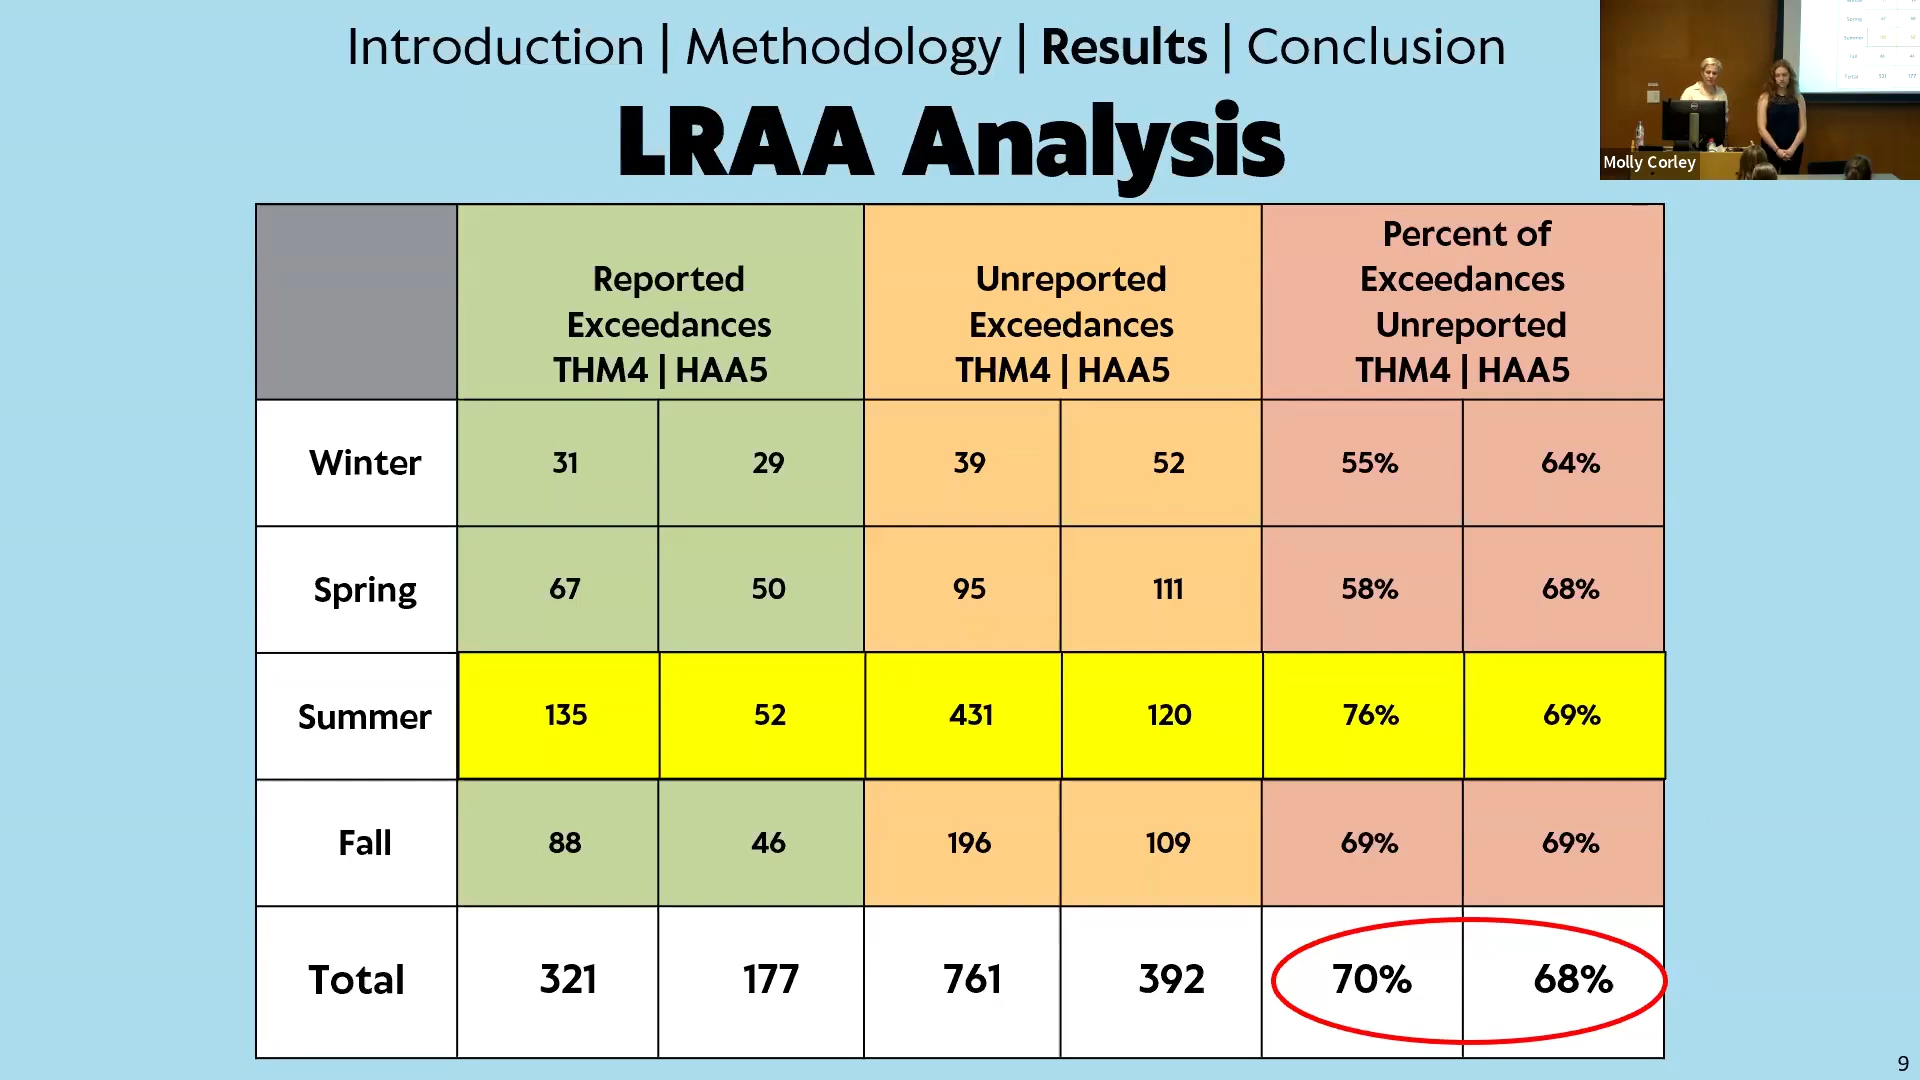 Introduction | Methodology | Results | Conclusion
LRAA Analysis
Molly Corley
Reported
Exceedances
THM4 | HAA5
Unreported
Exceedances
THM4 | HAA5
Percent of
Exceedances
Unreported
THM4 | HAA5
Winter 31 29 39 52 55% 64%
Spring 67 50 95 111 58% 68%
Summer 135 52 431 120 76% 69%
Fall 88 46 196 109 69% 69%
Total 321 177 761 392 70% 68%
9